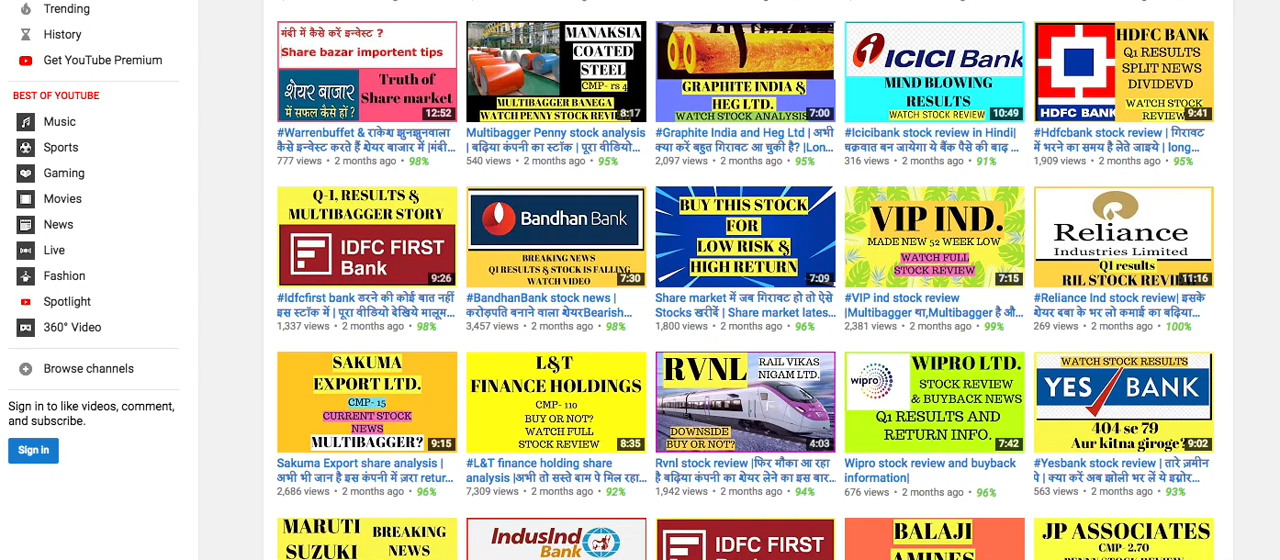 Trending
History
Get YouTube Premium
BEST OF YOUTUBE
Music
Sports
Gaming
Movies
News
Live
Fashion
Spotlight
360° Video
Browse channels
Sign in to like videos, comment,
and subscribe.
Sign in
मंदी में कैसे करें इन्वेस्ट ?
Share bazar importent tips
शेयर बाजार
में सफल कैसे हों ?
Truth of
Share market
12:52
#Warrenbuffet & राकेश झुनझुनवाला
कैसे इन्वेस्ट करते हैं शेयर बाजार में |मंदी...
777 views • 2 months ago • 98%
MANAKSIA
COATED
STEEL
CMP- rs 4
MULTIBAGGER BANEGA
WATCH PENNY STOCK REVIEW
8:17
Multibagger Penny stock analysis
| बढ़िया कंपनी का स्टॉक | पूरा वीडियो...
540 views • 2 months ago • 95%
GRAPHITE INDIA &
HEG LTD.
WATCH STOCK ANALYSIS
7:00
#Graphite India and Heg Ltd | अभी
क्या करें बहुत गिरावट आ चुकी है? |Lon...
2,097 views • 2 months ago • 95%
ICICI Bank
MIND BLOWING
RESULTS
WATCH STOCK REVIEW
10:49
#Icicibank stock review in Hindi|
चक्रवात बन जायेगा ये बैंक पैसे की बाढ़ ...
316 views • 2 months ago • 91%
HDFC BANK
Q1 RESULTS
SPLIT NEWS
DIVIDEVD
WATCH STOCK
REVIEW
HDFC BANK
9:41
#Hdfcbank stock review | गिरावट
में भरने का समय है लेते जाइये | long...
1,909 views • 2 months ago • 95%
Q-1, RESULTS &
MULTIBAGGER STORY
IDFC FIRST
Bank
9:26
#Idfcfirst bank डरने की कोई बात नहीं
इस स्टॉक में | पूरा वीडियो देखिये मालूम...
1,337 views • 2 months ago • 98%
Bandhan Bank
BREAKING NEWS
Q1 RESULTS & STOCK IS FALLING
WATCH VIDEO
7:30
#BandhanBank stock news |
करोड़पति बनाने वाला शेयरBearish...
3,457 views • 2 months ago • 98%
BUY THIS STOCK
FOR
LOW RISK &
HIGH RETURN
7:09
Share market में जब गिरावट हो तो ऐसे
Stocks खरीदें | Share market lates...
1,800 views • 2 months ago • 96%
VIP IND.
MADE NEW 52 WEEK LOW
WATCH FULL
STOCK REVIEW
7:15
#VIP ind stock review
|Multibagger था,Multibagger है औ...
2,381 views • 2 months ago • 99%
Reliance
Industries Limited
Q1 results
RIL STOCK REVIEW
11:16
#Reliance Ind stock review| इसके
शेयर दबा के भर लो कमाई का बढ़िया...
269 views • 2 months ago • 100%
SAKUMA
EXPORT LTD.
CMP- 15
CURRENT STOCK
NEWS
MULTIBAGGER?
9:15
Sakuma Export share analysis |
अभी भी जान है इस कंपनी में ज़रा retur...
2,686 views • 2 months ago • 96%
L&T
FINANCE HOLDINGS
CMP- 110
BUY OR NOT?
WATCH FULL
STOCK REVIEW
8:35
#L&T finance holding share
analysis |अभी तो सस्ते दाम पे मिल रहा...
7,309 views • 2 months ago • 92%
RVNL
RAIL VIKAS
NIGAM LTD.
DOWNSIDE
BUY OR NOT?
4:03
Rvnl stock review |फिर मौका आ रहा
है बढ़िया कंपनी का शेयर लेने का इस बार...
1,942 views • 2 months ago • 94%
wipro
WIPRO LTD.
STOCK REVIEW
& BUYBACK NEWS
Q1 RESULTS AND
RETURN INFO.
7:42
Wipro stock review and buyback
information|
676 views • 2 months ago • 96%
WATCH STOCK RESULTS
YES BANK
404 se 79
Aur kitna giroge?
9:02
#Yesbank stock review | तारे ज़मीन
पे | क्या करें अब झोली भर लें ये इग्नोर...
563 views • 2 months ago • 93%
MARUTI
SUZUKI
BREAKING
NEWS
IndusInd
Bank
IDFC FIRST
BALAJI
AMINES
JP ASSOCIATES
CMP- 2.70